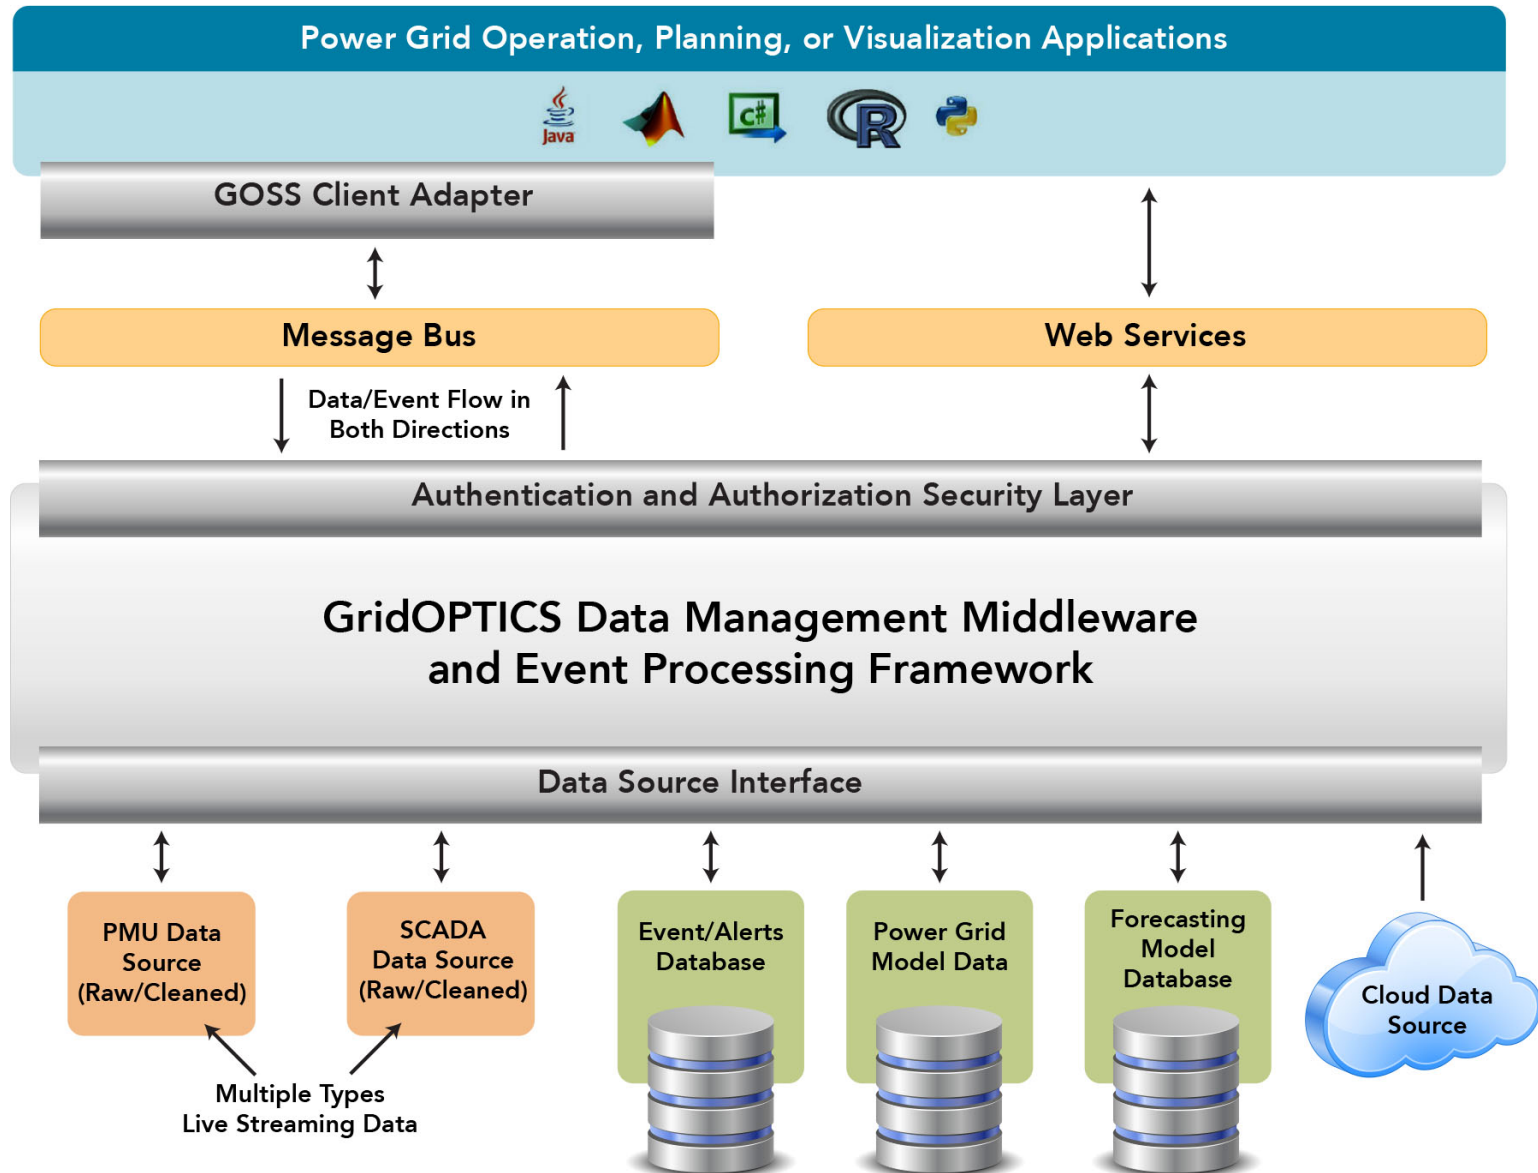 Power Grid Operation, Planning, or Visualization Applications
Java
C#
R
GOSS Client Adapter
Message Bus
Web Services
Data/Event Flow in
Both Directions
Authentication and Authorization Security Layer
GridOPTICS Data Management Middleware
and Event Processing Framework
Data Source Interface
PMU Data
Source
(Raw/Cleaned)
SCADA
Data Source
(Raw/Cleaned)
Event/Alerts
Database
Power Grid
Model Data
Forecasting
Model
Database
Cloud Data
Source
Multiple Types
Live Streaming Data